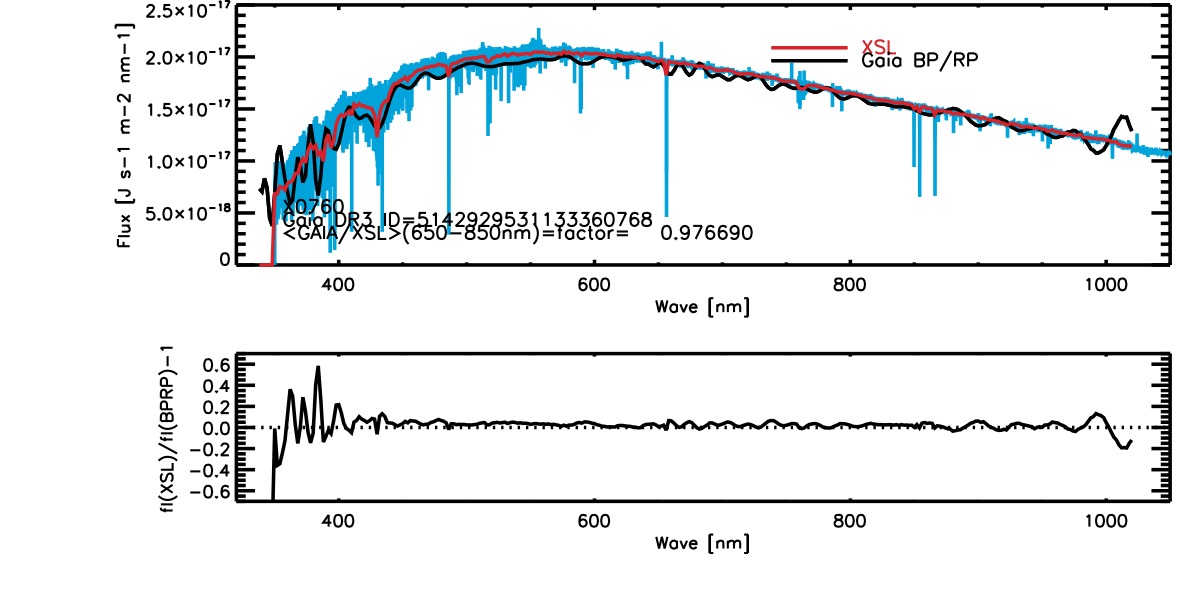 2.5×10−17
2.0×10−17
1.5×10−17
1.0×10−17
5.0×10−18
0
Flux [J s−1 m−2 nm−1]
XSL
Gaia BP/RP
X0760
Gaia DR3 ID=5142929531133360768
<GAIA/XSL>(650−850nm)=factor= 0.976690
400 600 800 1000
Wave [nm]
0.6
0.4
0.2
0.0
−0.2
−0.4
−0.6
fl(XSL)/fl(BPRP)−1
400 600 800 1000
Wave [nm]